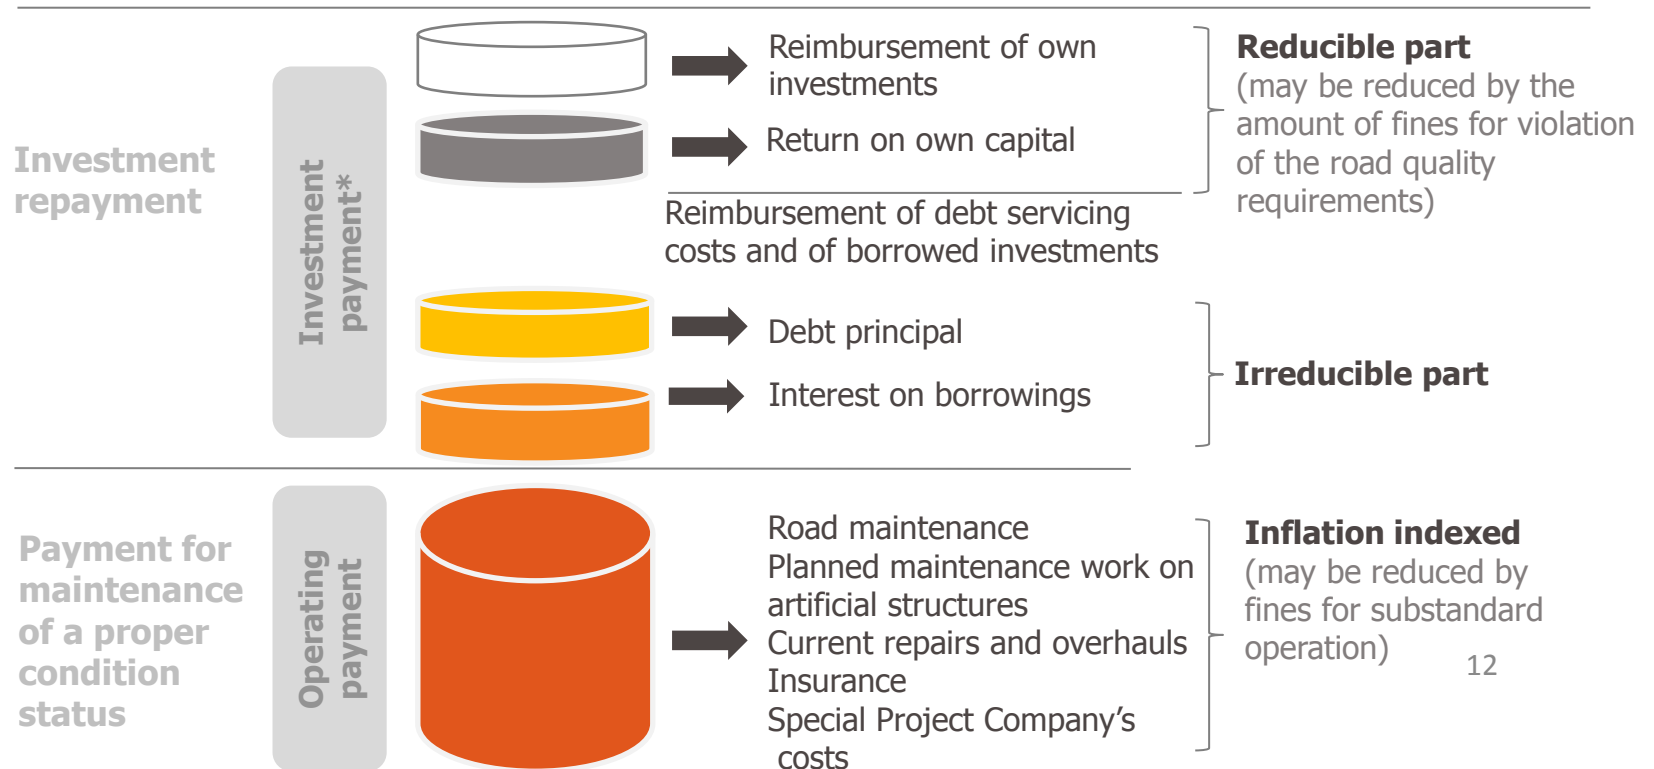 Investment
repayment
Investment
payment*
Reimbursement of own
investments
Return on own capital
Reducible part
(may be reduced by the
amount of fines for violation
of the road quality
requirements)
Reimbursement of debt servicing
costs and of borrowed investments
Debt principal
Interest on borrowings
Irreducible part
Payment for
maintenance
of a proper
condition
status
Operating
payment
Road maintenance
Planned maintenance work on
artificial structures
Current repairs and overhauls
Insurance
Special Project Company’s
costs
Inflation indexed
(may be reduced by
fines for substandard
operation)
12